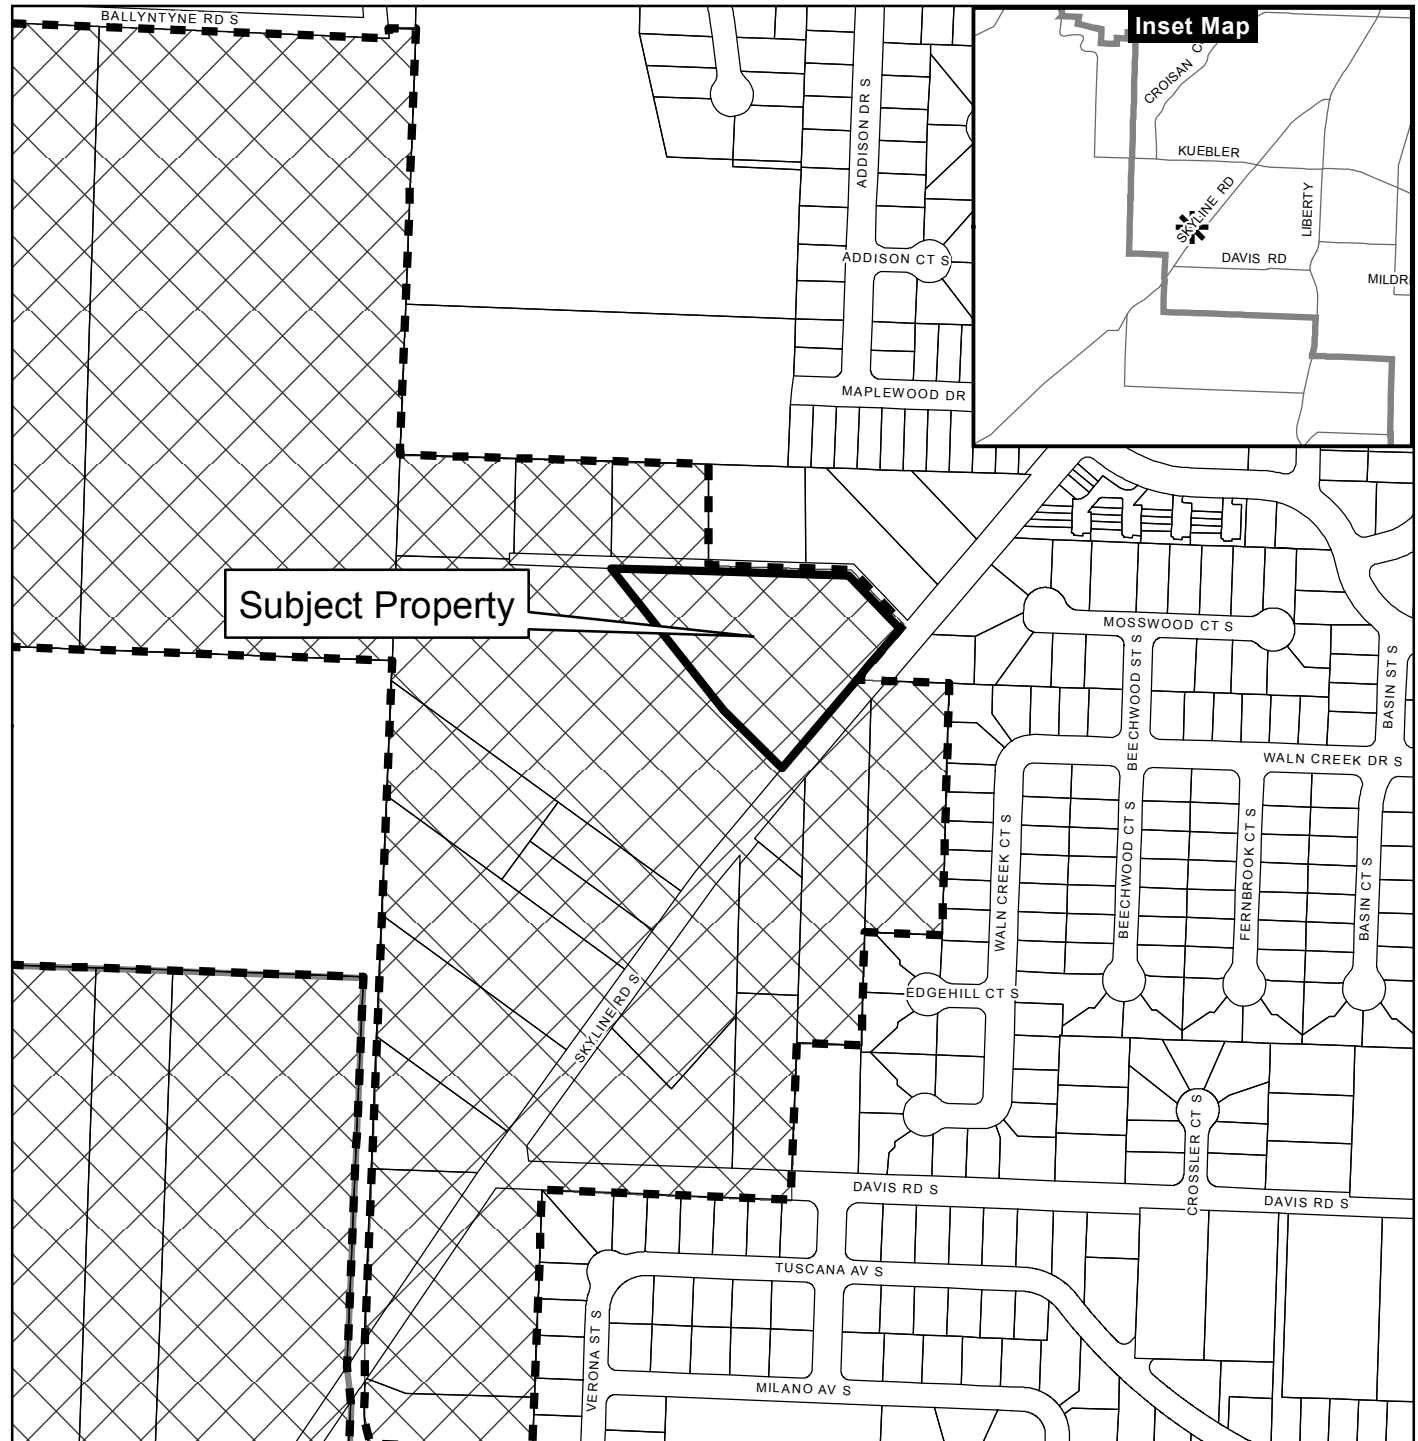 BALLYNTYNE RD S
Inset Map
CROISAN C
KUEBLER
SKYLINE RD
LIBERTY
DAVIS RD
MILDR
ADDISON DR S
ADDISON CT S
MAPLEWOOD DR
Subject Property
MOSSWOOD CT S
BEECHWOOD ST S
BASIN ST S
WALN CREEK DR S
WALN CREEK CT S
BEECHWOOD CT S
FERNBROOK CT S
BASIN CT S
EDGEHILL CT S
SKYLINE RD S
CROSSLER CT S
DAVIS RD S
DAVIS RD S
TUSCANA AV S
VERONA ST S
MILANO AV S